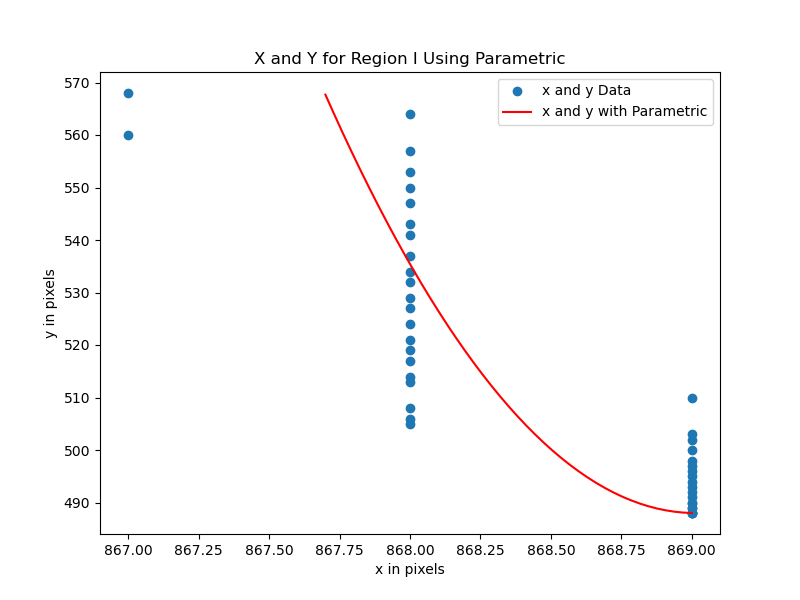 X and Y for Region I Using Parametric
x and y Data
x and y with Parametric
570
560
550
540
530
520
510
500
490
y in pixels
867.00 867.25 867.50 867.75 868.00 868.25 868.50 868.75 869.00
x in pixels